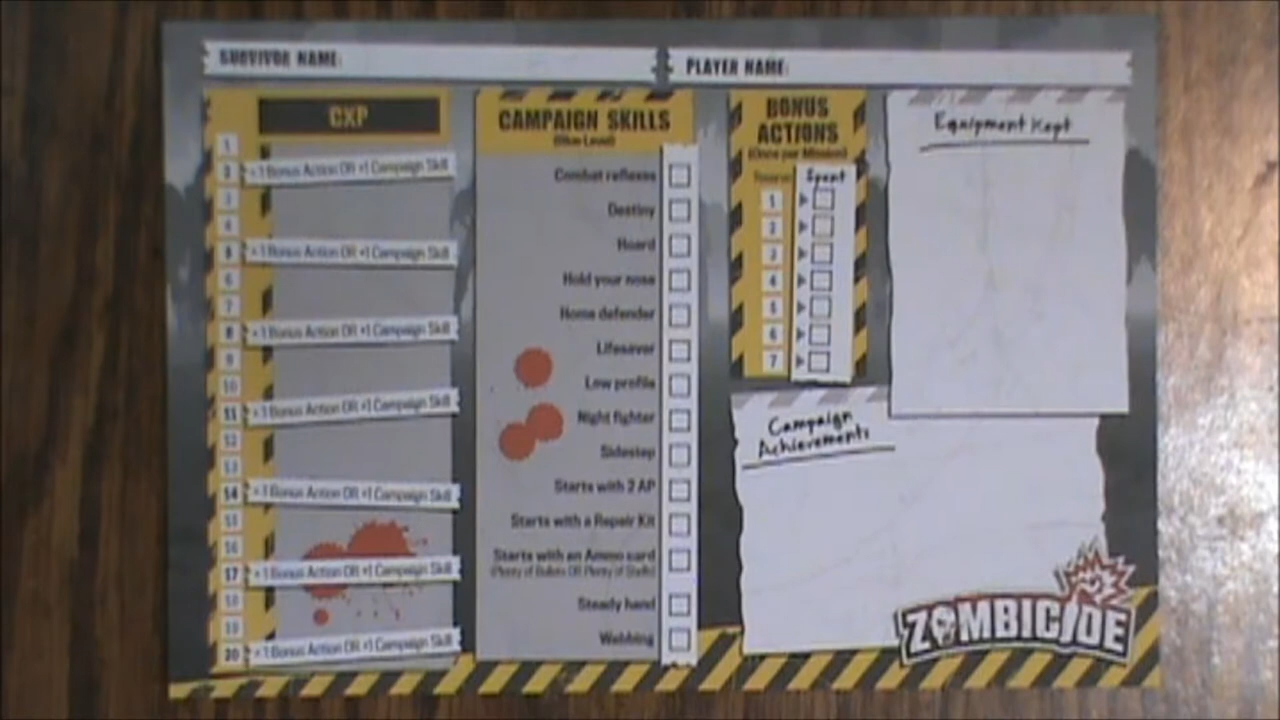 SURVIVOR NAME:
PLAYER NAME:
CXP
1
2 + 1 Bonus Action OR +1 Campaign Skill
3
4
5 + 1 Bonus Action OR +1 Campaign Skill
6
7
8 + 1 Bonus Action OR +1 Campaign Skill
9
10
11 + 1 Bonus Action OR +1 Campaign Skill
12
13
14 + 1 Bonus Action OR +1 Campaign Skill
15
16
17 + 1 Bonus Action OR +1 Campaign Skill
18
19
20 + 1 Bonus Action OR +1 Campaign Skill
CAMPAIGN SKILLS
(Blue Level)
Combat reflexes
Destiny
Hoard
Hold your nose
Home defender
Lifesaver
Low profile
Night fighter
Sidestep
Starts with 2 AP
Starts with a Repair Kit
Starts with an Ammo card
(Plenty of Bullets OR Plenty of Shells)
Steady hand
Webbing
BONUS
ACTIONS
(Once per Mission)
Spent
1
2
3
4
5
6
7
Equipment Kept
Campaign
Achievements
ZOMBICIDE